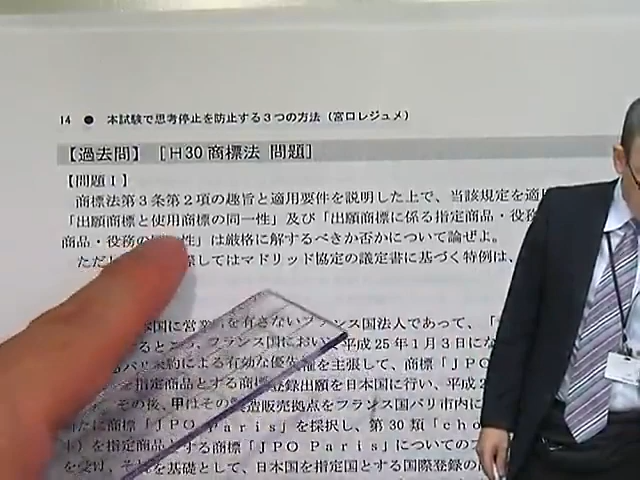 14 ● 本試験で思考停止を防止する3つの方法（宮口レジュメ）
【過去問】［H30 商標法 問題］
【問題Ⅰ】
商標法第3条第2項の趣旨と適用要件を説明した上で、当該規定を適
「出願商標と使用商標の同一性」及び「出願商標に係る指定商品・役務
商品・役務の 性」は厳格に解するべきか否かについて論ぜよ。
ただし してはマドリッド協定の議定書に基づく特例は、
国に営業 を有さないフランス国法人であって、「
るところ、フランス国におい 平成25年1月3日にな
パリ条約による有効な優先権を主張して、商標「JPO
を指定商品とする商標登録出願を日本国に行い、平成2
その後、甲はその 造販売拠点をフランス国パリ市内に
たに商標「JPO Paris」を採択し、第30類「cho
を指定商品とする商標「JPO Paris」についてのフ
を受け、それを基礎として、日本国を指定国とする国際登録の